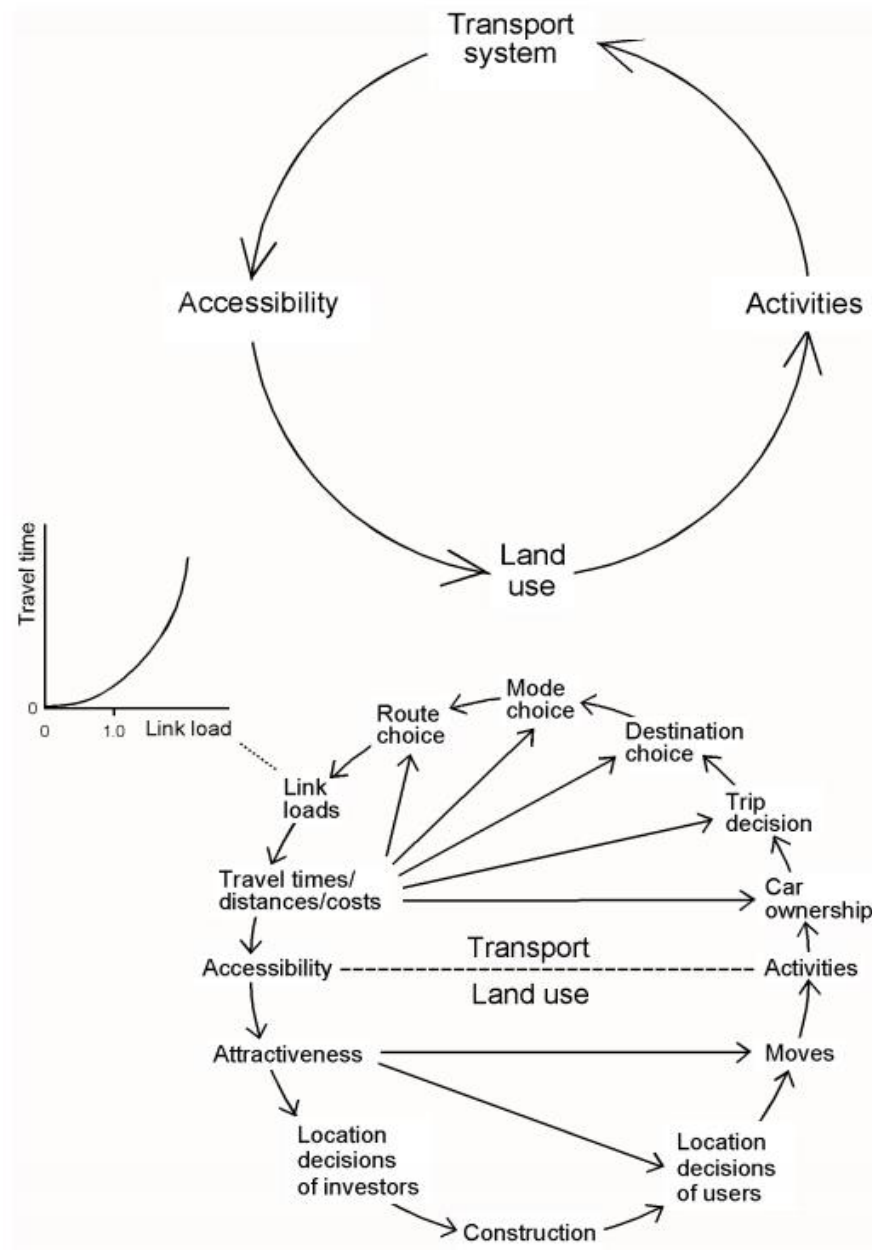 Transport
system
Accessibility
Activities
Land
use
Travel time
0
0
1.0
Link load
Mode
choice
Route
choice
Destination
choice
Link
loads
Trip
decision
Travel times/
distances/costs
Car
ownership
Transport
Accessibility
Activities
Land use
Attractiveness
Moves
Location
decisions
of investors
Location
decisions
of users
Construction